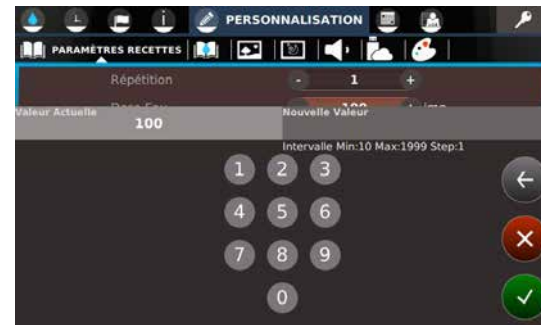 PERSONNALISATION
PARAMÈTRES RECETTES
Répétition - 1 +
Valeur Actuelle
100
Nouvelle Valeur
Intervalle Min:10 Max:1999 Step:1
1 2 3
4 5 6
7 8 9
0